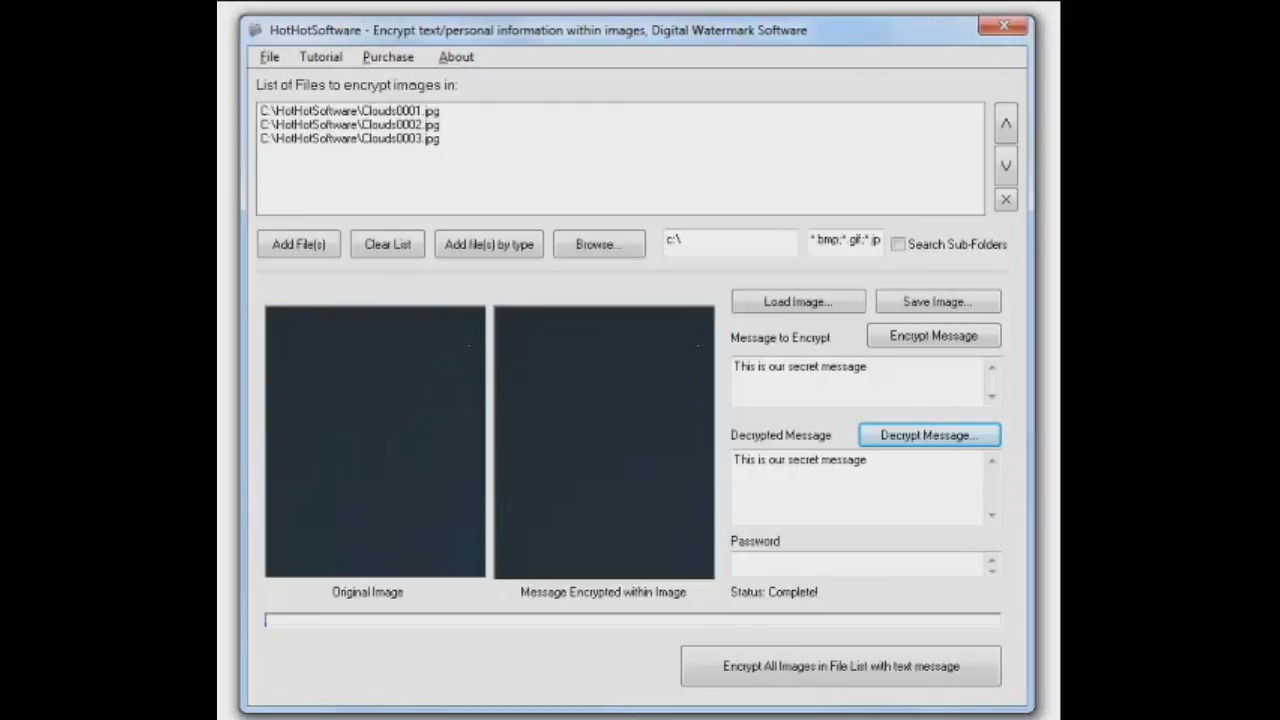 HotHotSoftware - Encrypt text/personal information within images, Digital Watermark Software
File Tutorial Purchase About
List of Files to encrypt images in:
C:\HotHotSoftware\Clouds0001.jpg
C:\HotHotSoftware\Clouds0002.jpg
C:\HotHotSoftware\Clouds0003.jpg
Add File(s) Clear List Add file(s) by type Browse... c:\ *.bmp;*.gif;*.jp Search Sub-Folders
Load Image... Save Image...
Message to Encrypt Encrypt Message
This is our secret message
Decrypted Message Decrypt Message...
This is our secret message
Password
Original Image Message Encrypted within Image Status: Complete!
Encrypt All Images in File List with text message